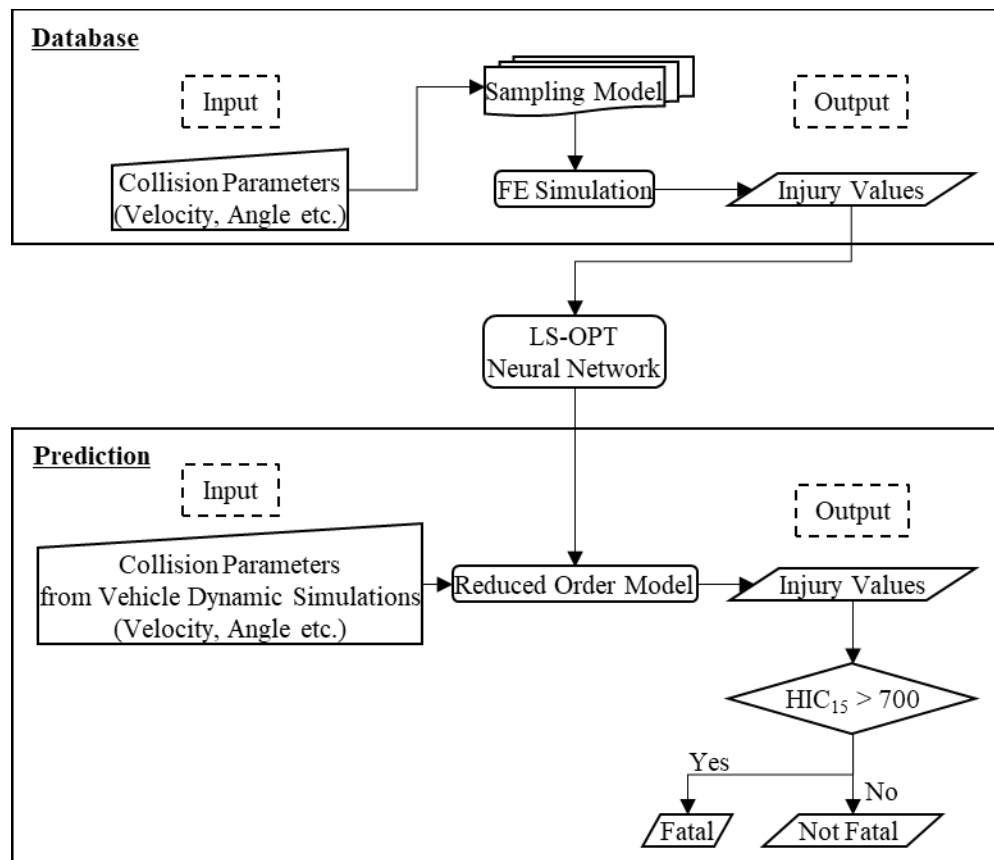 Database
Input
Sampling Model
Output
Collision Parameters
(Velocity, Angle etc.)
FE Simulation
Injury Values
LS-OPT
Neural Network
Prediction
Input
Output
Collision Parameters
from Vehicle Dynamic Simulations
(Velocity, Angle etc.)
Reduced Order Model
Injury Values
HIC₁₅ > 700
Yes
No
Fatal
Not Fatal